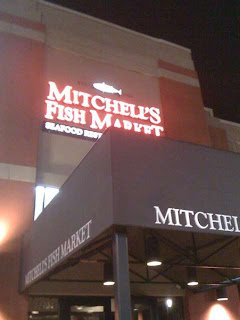 MITCHELL'S
FISH MARKET
SEAFOOD REST
MITCHELL'S FISH MARKET
MITCHEL